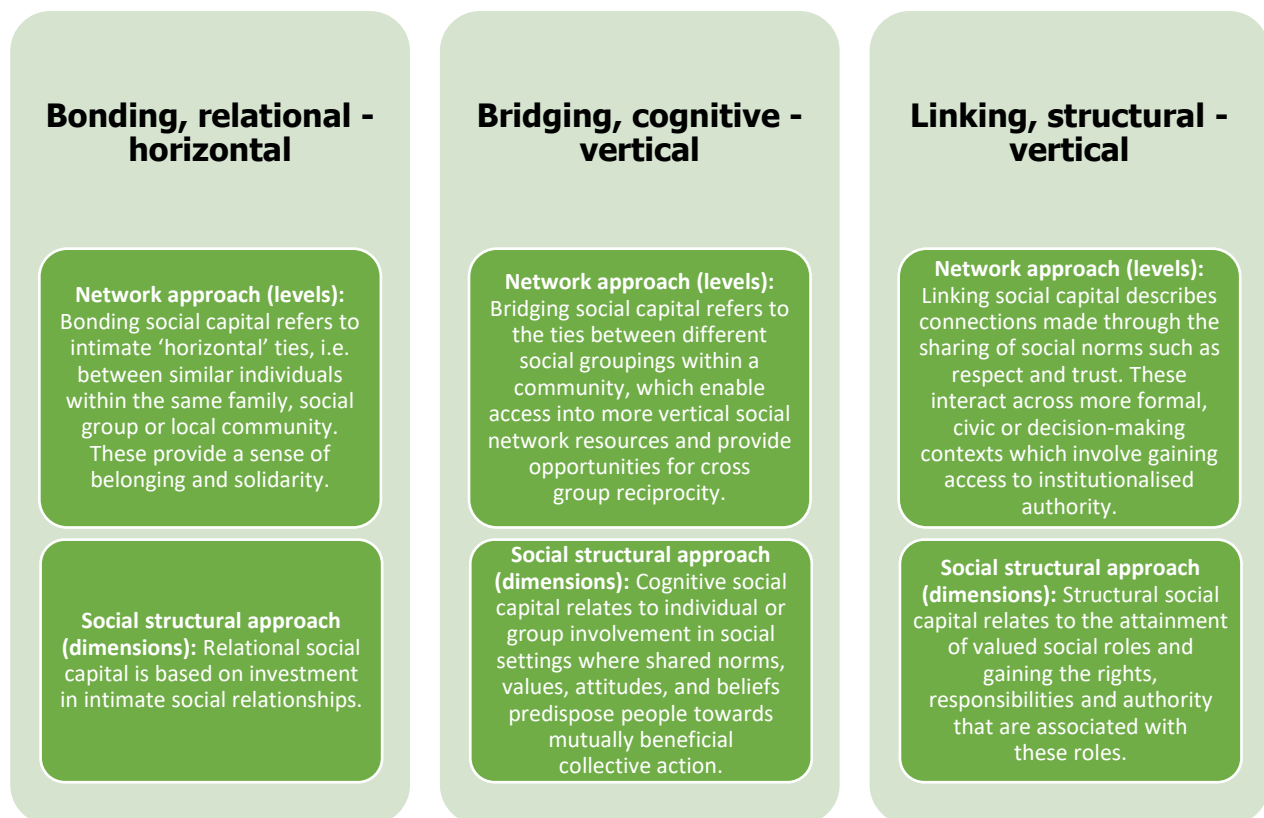 Bonding, relational -
horizontal
Network approach (levels):
Bonding social capital refers to
intimate ‘horizontal’ ties, i.e.
between similar individuals
within the same family, social
group or local community.
These provide a sense of
belonging and solidarity.
Social structural approach
(dimensions): Relational social
capital is based on investment
in intimate social relationships.
Bridging, cognitive -
vertical
Network approach (levels):
Bridging social capital refers to
the ties between different
social groupings within a
community, which enable
access into more vertical social
network resources and provide
opportunities for cross
group reciprocity.
Social structural approach
(dimensions): Cognitive social
capital relates to individual or
group involvement in social
settings where shared norms,
values, attitudes, and beliefs
predispose people towards
mutually beneficial
collective action.
Linking, structural -
vertical
Network approach (levels):
Linking social capital describes
connections made through the
sharing of social norms such as
respect and trust. These
interact across more formal,
civic or decision-making
contexts which involve gaining
access to institutionalised
authority.
Social structural approach
(dimensions): Structural social
capital relates to the attainment
of valued social roles and
gaining the rights,
responsibilities and authority
that are associated with
these roles.